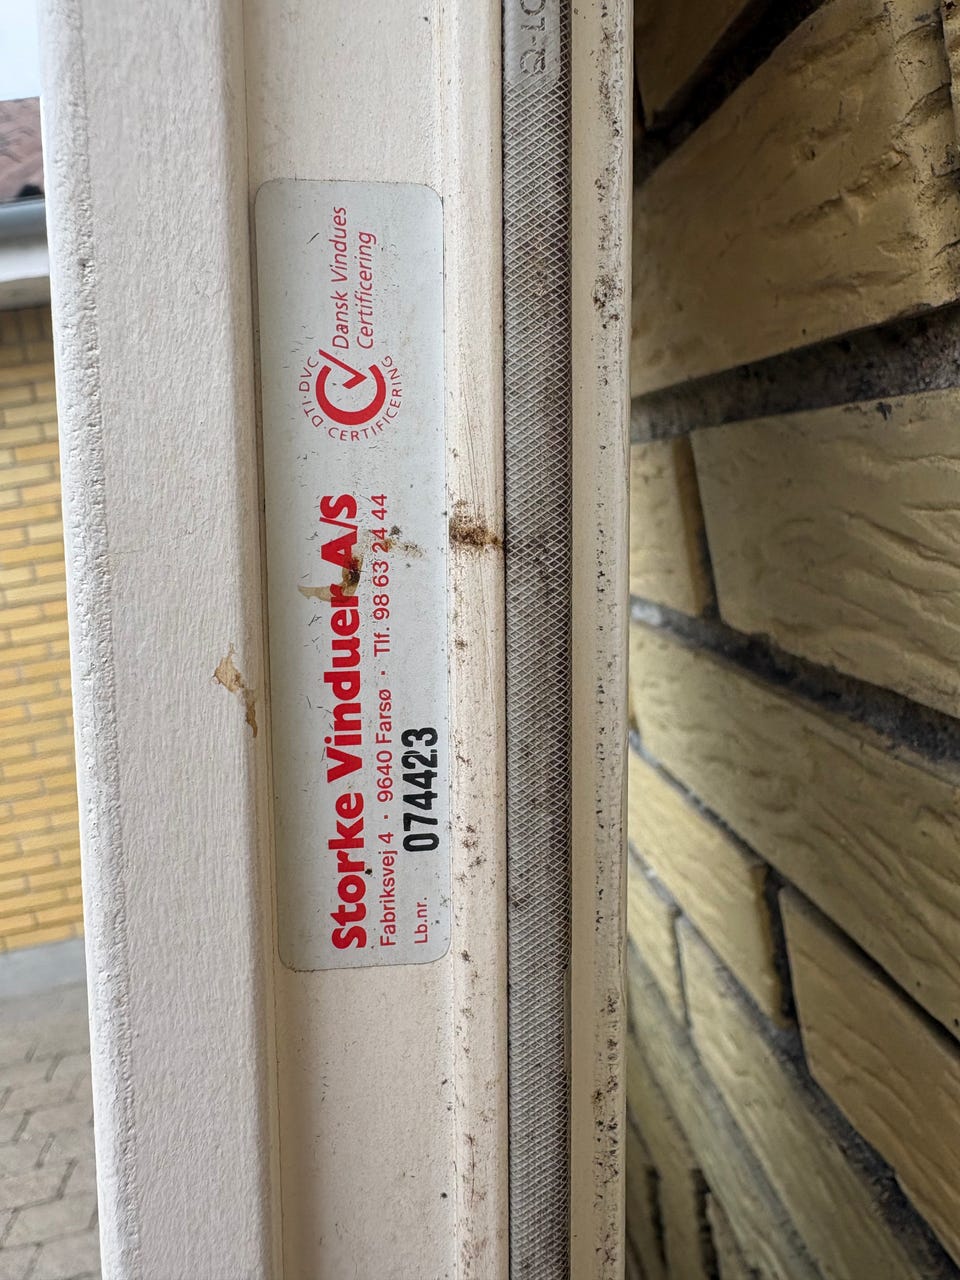 Storke Vinduer A/S
Fabriksvej 4 · 9640 Farsø · Tlf. 98 63 24 44
Lb.nr. 074423
DTI·DVC·CERTIFICERING
Dansk Vindues
Certificering